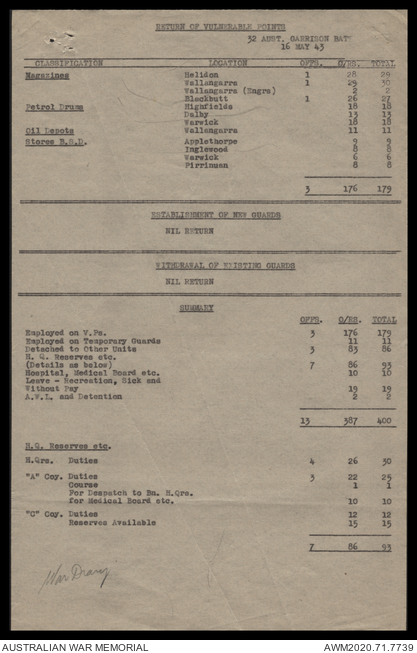 RETURN OF VULNERABLE POINTS
32 AUST. GARRISON BATT
16 MAY 43
CLASSIFICATION LOCATION OFFS. O/RS. TOTAL
Magazines Helidon 1 28 29
Wallangarra 1 29 30
Wallangarra (Engrs) 2 2
Blackbutt 1 26 27
Petrol Drums Highfields 18 18
Dalby 13 13
Warwick 18 18
Oil Depots Wallangarra 11 11
Stores B.S.D. Applethorpe 9 9
Inglewood 8 8
Warwick 6 6
Pirrinuan 8 8
3 176 179
ESTABLISHMENT OF NEW GUARDS
NIL RETURN
WITHDRAWAL OF EXISTING GUARDS
NIL RETURN
SUMMARY
OFFS. O/RS. TOTAL
Employed on V.Ps. 3 176 179
Employed on Temporary Guards 11 11
Detached to Other Units 3 83 86
H. Q. Reserves etc.
(Details as below) 7 86 93
Hospital, Medical Board etc. 10 10
Leave - Recreation, Sick and
Without Pay 19 19
A.W.L. and Detention 2 2
13 387 400
H.Q. Reserves etc.
H.Qrs. Duties 4 26 30
"A" Coy. Duties 3 22 25
Course 1 1
For Despatch to Bn. H.Qrs.
for Medical Board etc. 10 10
"C" Coy. Duties 12 12
Reserves Available 15 15
7 86 93
War Diary
AUSTRALIAN WAR MEMORIAL AWM2020.71.7739